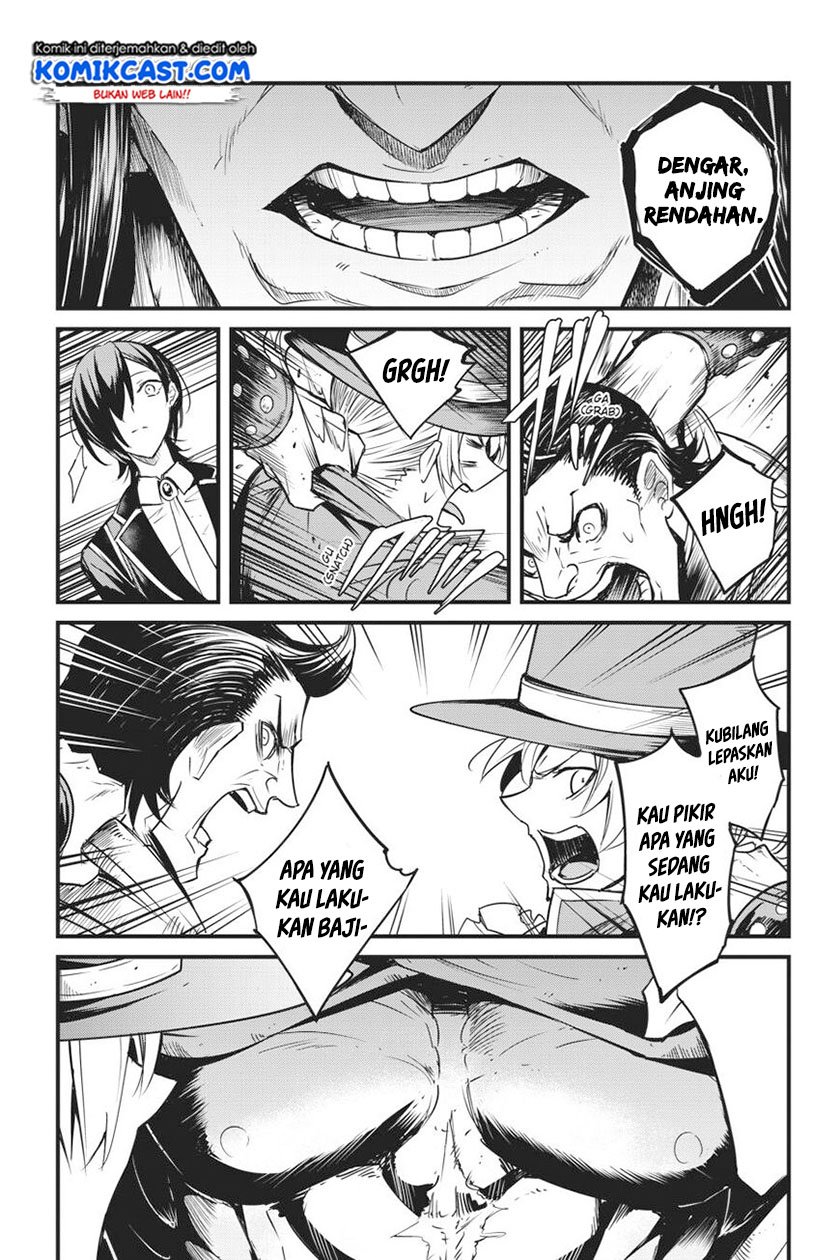 Komik ini diterjemahkan & diedit oleh
KOMIKCAST.COM
BUKAN WEB LAIN!!
DENGAR,
ANJING
RENDAHAN.
GA
(GRAB)
HNGH!
GRGH!
GU
(SNATCH)
KUBILANG
LEPASKAN
AKU!
KAU PIKIR
APA YANG
SEDANG
KAU LAKU-
KAN!?
APA YANG
KAU LAKU-
KAN BAJI-